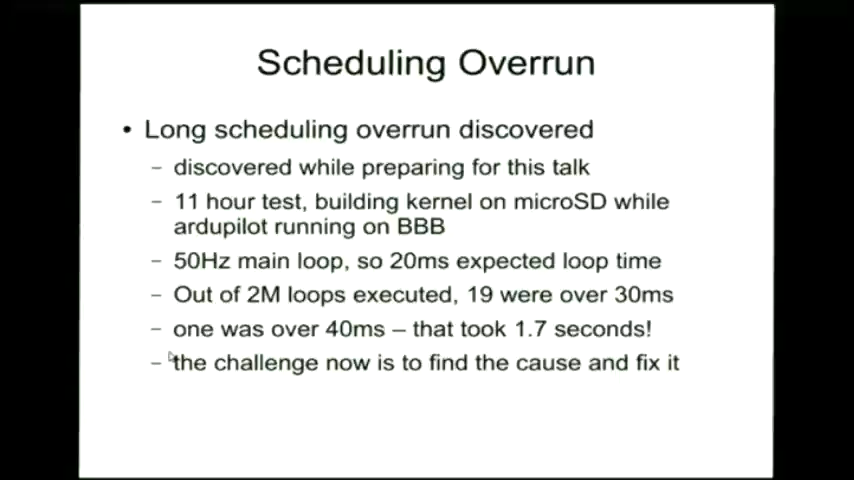 Scheduling Overrun
• Long scheduling overrun discovered
– discovered while preparing for this talk
– 11 hour test, building kernel on microSD while
ardupilot running on BBB
– 50Hz main loop, so 20ms expected loop time
– Out of 2M loops executed, 19 were over 30ms
– one was over 40ms – that took 1.7 seconds!
– the challenge now is to find the cause and fix it